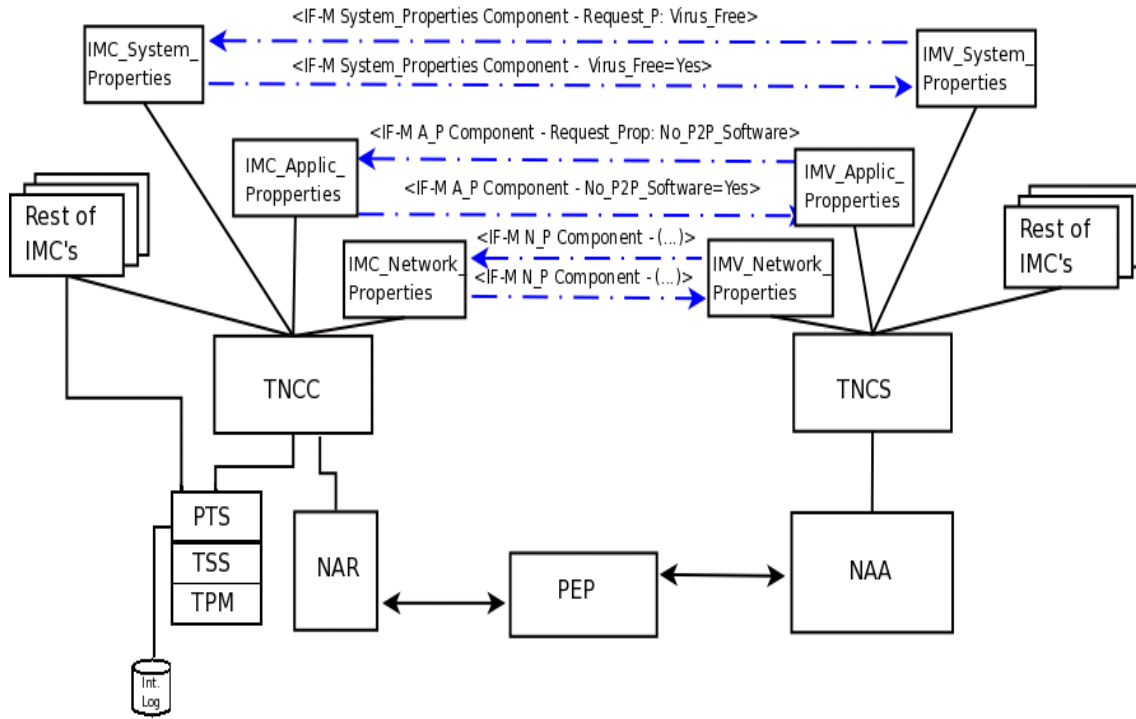 <IF-M System_Properties Component - Request_P: Virus_Free>
IMC_System_
Properties
IMV_System_
Properties
<IF-M System_Properties Component -  Virus_Free=Yes>
<IF-M A_P Component - Request_Prop: No_P2P_Software>
IMC_Applic_
Propperties
IMV_Applic_
Propperties
<IF-M A_P Component - No_P2P_Software=Yes>
Rest of
IMC's
Rest of
IMC's
<IF-M N_P Component - (...)>
IMC_Network_
Properties
IMV_Network_
Properties
<IF-M N_P Component - (...)>
TNCC
TNCS
PTS
TSS
TPM
NAR
PEP
NAA
Int.
Log